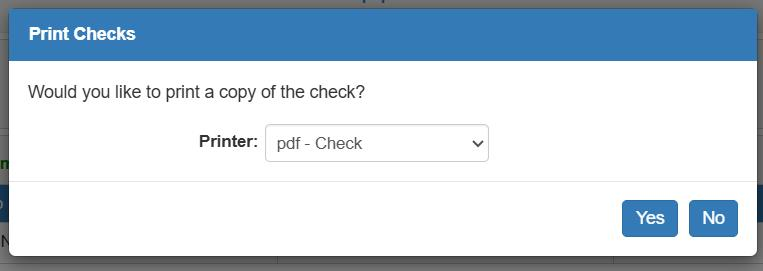 Print Checks
Would you like to print a copy of the check?
Printer: pdf - Check
Yes No